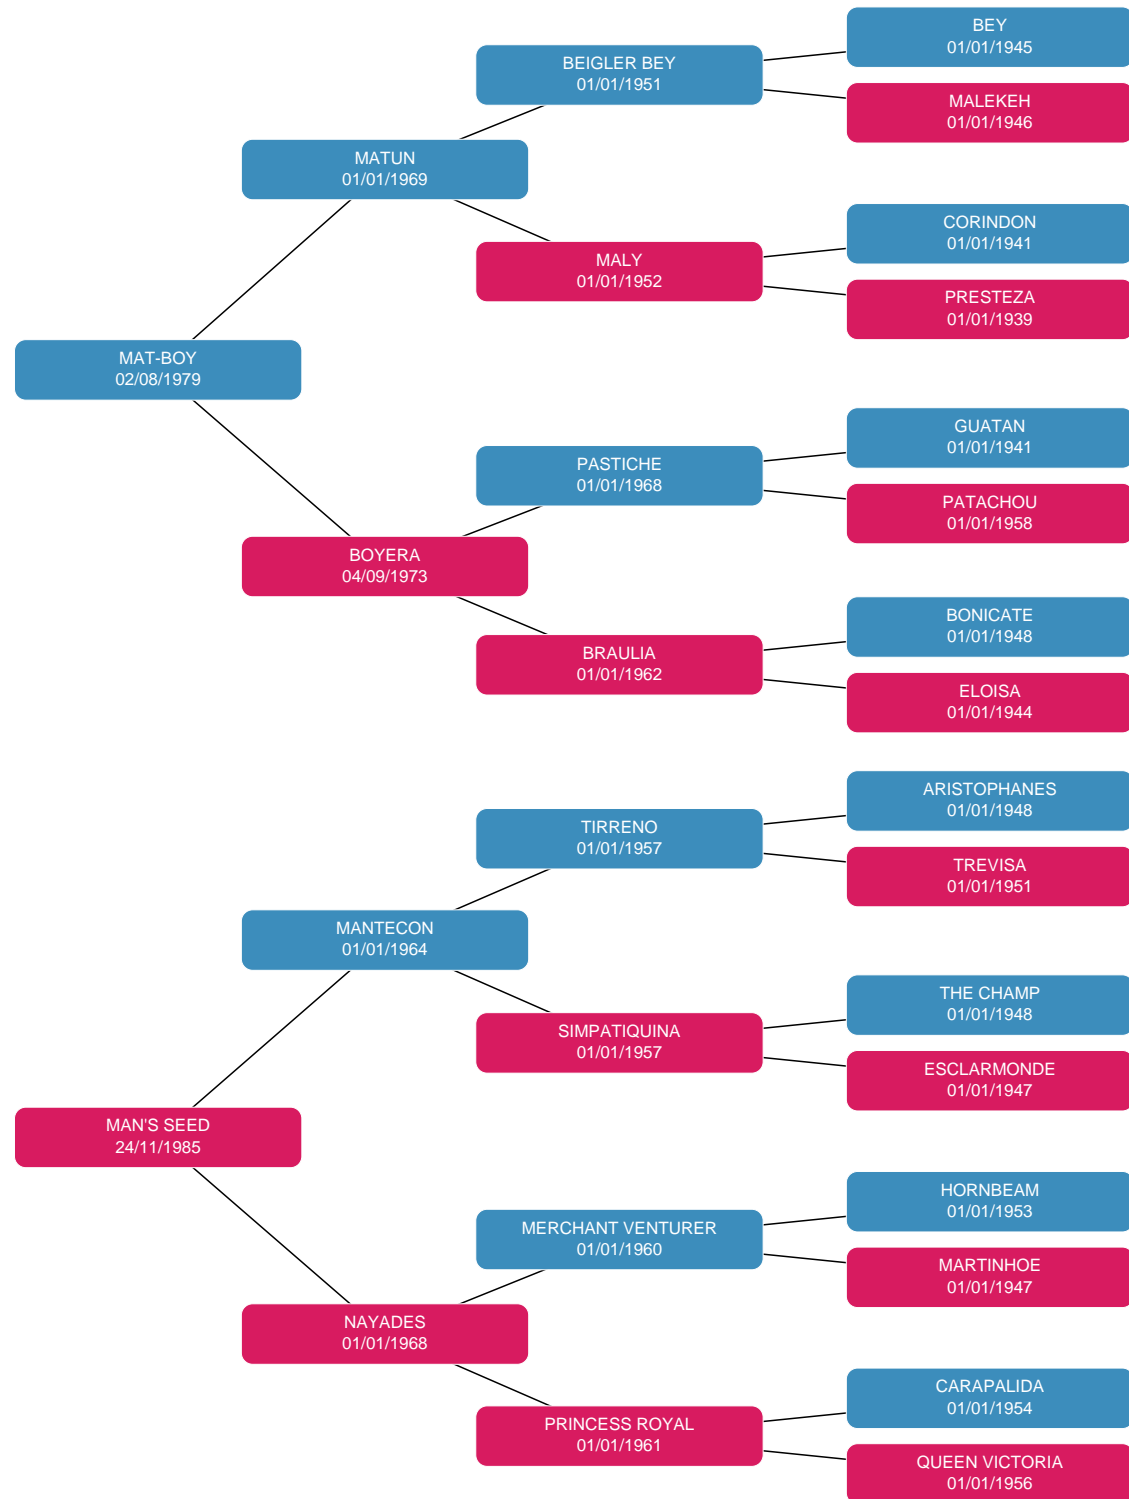 BEY
01/01/1945
BEIGLER BEY
01/01/1951
MALEKEH
01/01/1946
MATUN
01/01/1969
CORINDON
01/01/1941
MALY
01/01/1952
PRESTEZA
01/01/1939
MAT-BOY
02/08/1979
GUATAN
01/01/1941
PASTICHE
01/01/1968
PATACHOU
01/01/1958
BOYERA
04/09/1973
BONICATE
01/01/1948
BRAULIA
01/01/1962
ELOISA
01/01/1944
ARISTOPHANES
01/01/1948
TIRRENO
01/01/1957
TREVISA
01/01/1951
MANTECON
01/01/1964
THE CHAMP
01/01/1948
SIMPATIQUINA
01/01/1957
ESCLARMONDE
01/01/1947
MAN'S SEED
24/11/1985
HORNBEAM
01/01/1953
MERCHANT VENTURER
01/01/1960
MARTINHOE
01/01/1947
NAYADES
01/01/1968
CARAPALIDA
01/01/1954
PRINCESS ROYAL
01/01/1961
QUEEN VICTORIA
01/01/1956